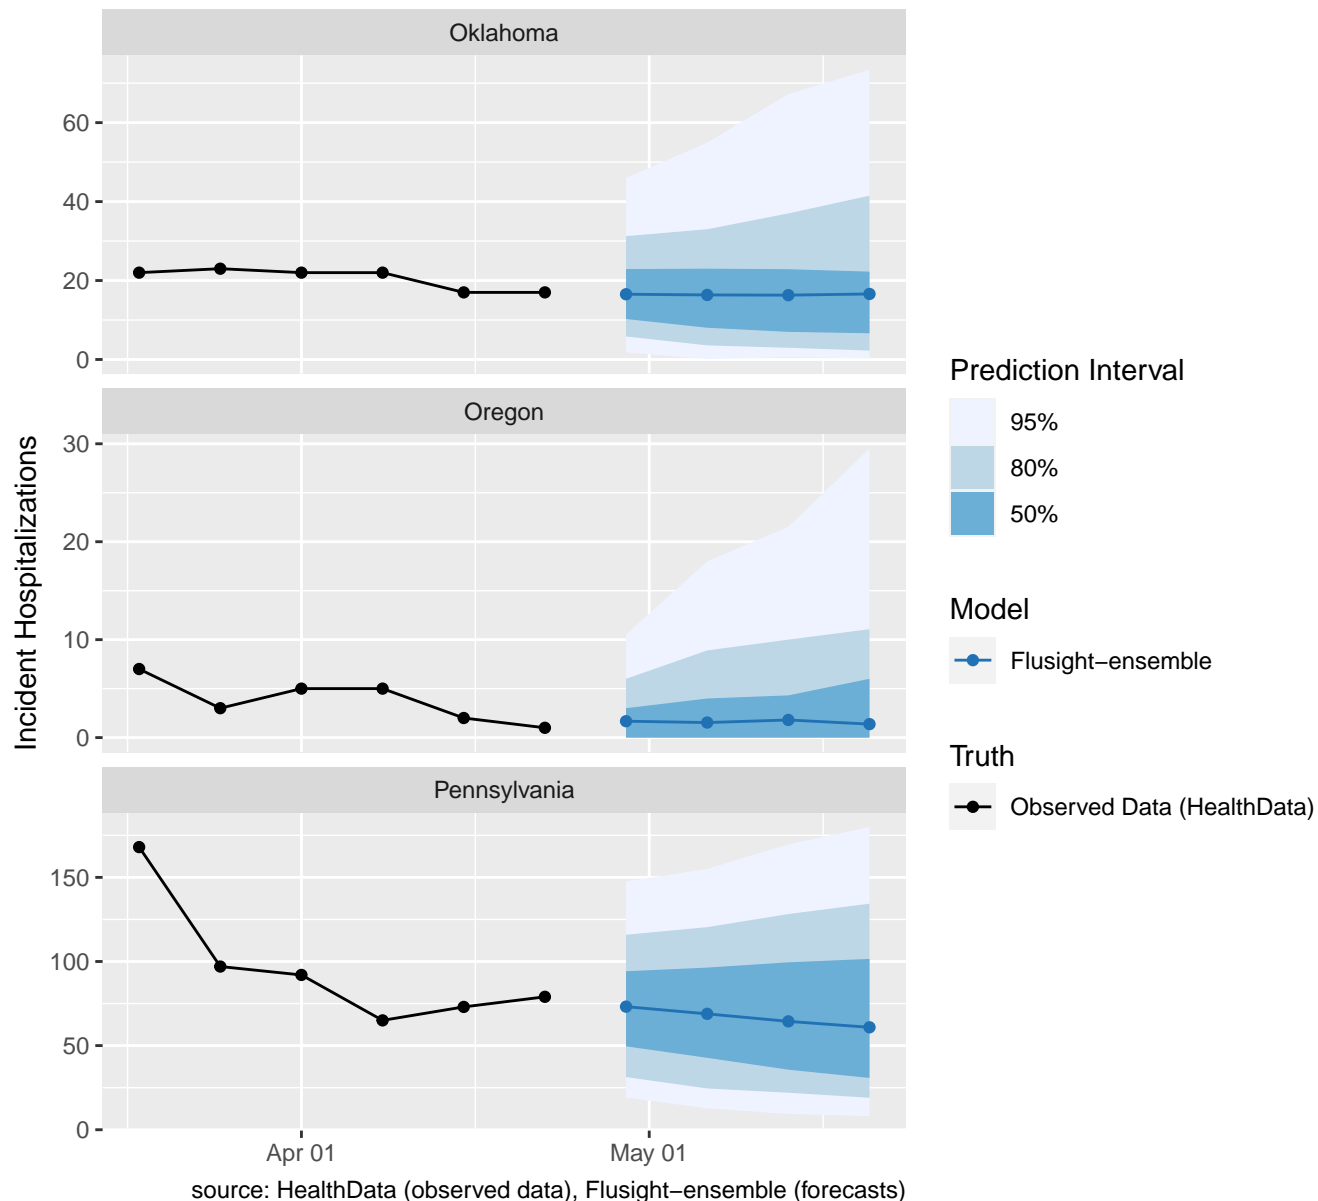 Oklahoma
60
40
20
0
Oregon
30
20
10
0
Pennsylvania
150
100
50
0
Apr 01
May 01
Incident Hospitalizations
source: HealthData (observed data), Flusight−ensemble (forecasts)
Prediction Interval
95%
80%
50%
Model
Flusight−ensemble
Truth
Observed Data (HealthData)